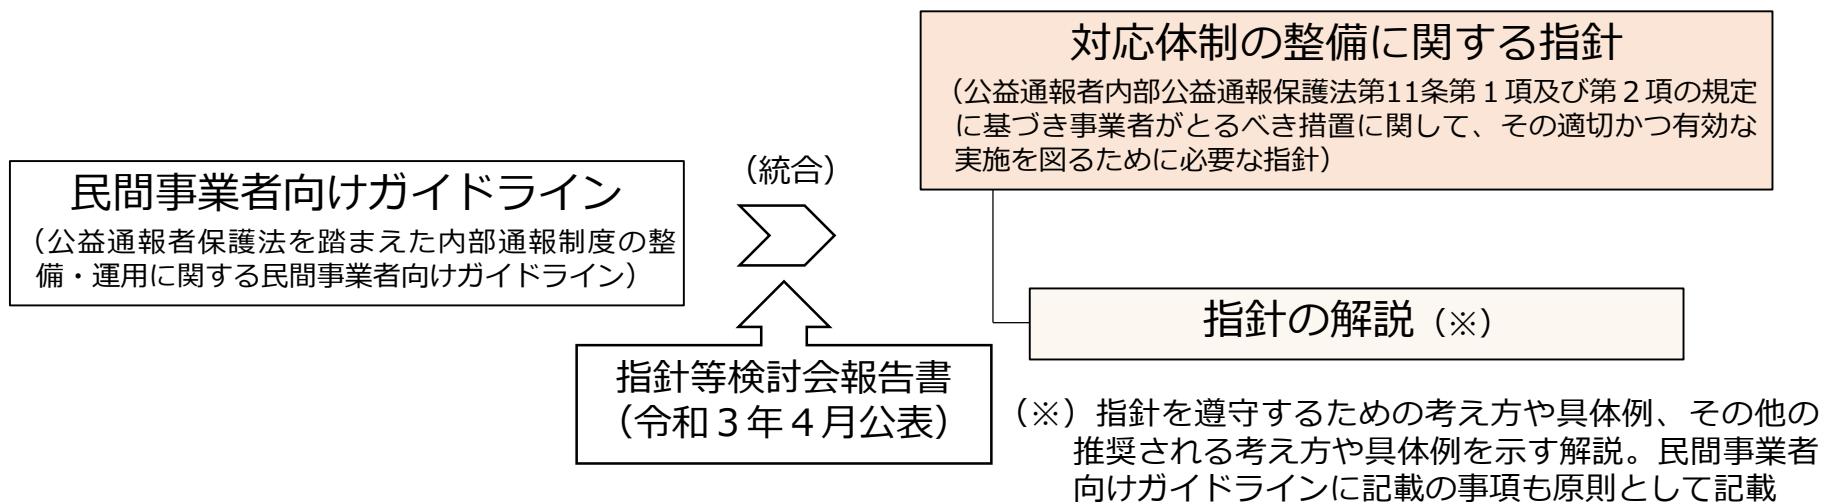 対応体制の整備に関する指針
（公益通報者内部公益通報保護法第11条第１項及び第２項の規定
に基づき事業者がとるべき措置に関して、その適切かつ有効な
実施を図るために必要な指針）
民間事業者向けガイドライン
（公益通報者保護法を踏まえた内部通報制度の整
備・運用に関する民間事業者向けガイドライン）
（統合）
指針の解説（※）
指針等検討会報告書
（令和３年４月公表）
（※）指針を遵守するための考え方や具体例、その他の
推奨される考え方や具体例を示す解説。民間事業者
向けガイドラインに記載の事項も原則として記載